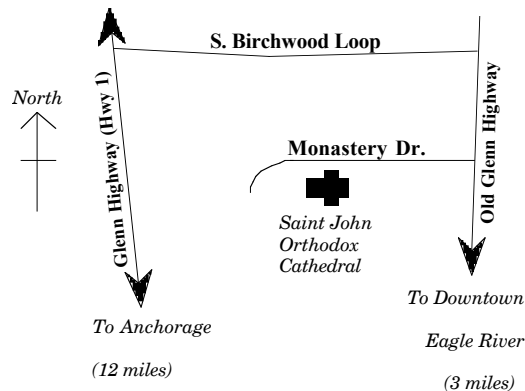 S. Birchwood Loop
North
Glenn Highway (Hwy 1)
Old Glenn Highway
Monastery Dr.
Saint John
Orthodox
Cathedral
To Anchorage
(12 miles)
To Downtown
Eagle River
(3 miles)